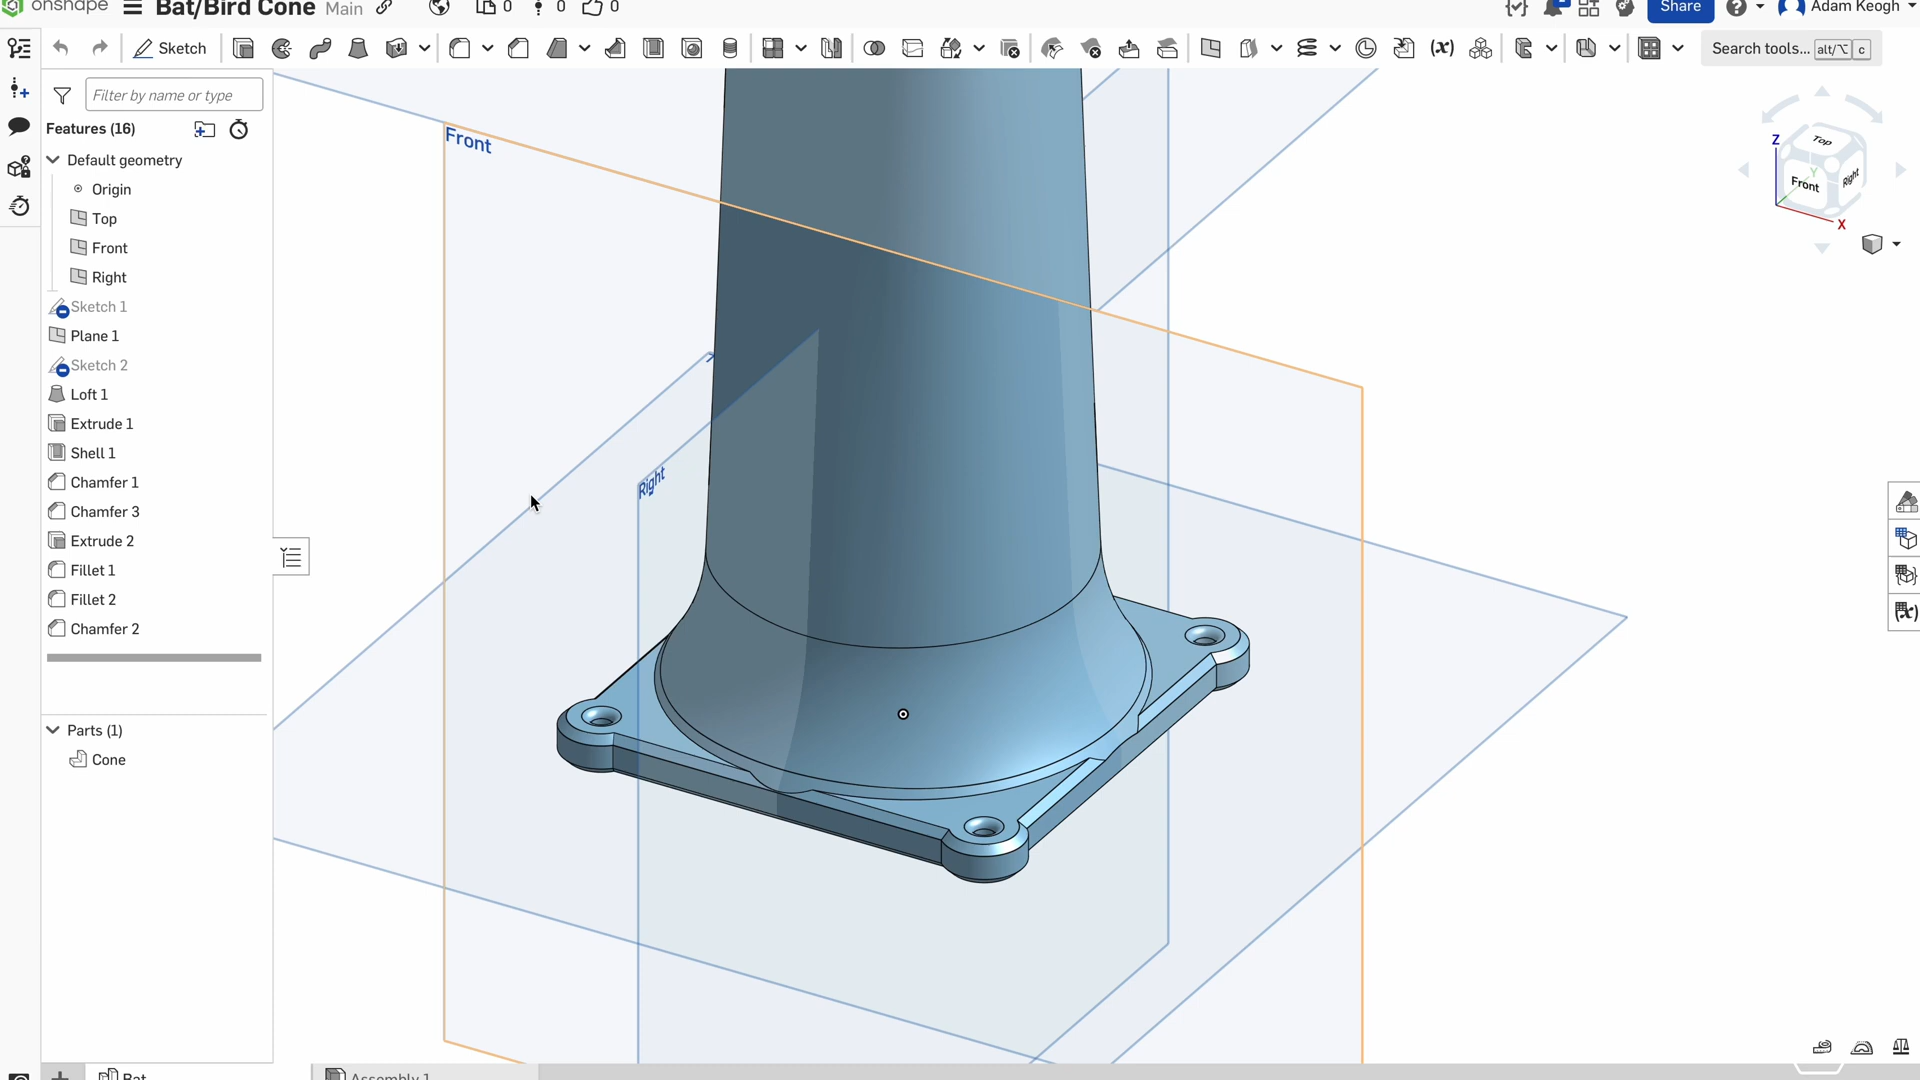 onshape Bat/Bird Cone Main 0 0 0 Share Adam Keogh
Sketch (x) Search tools... alt/⌥ c
Filter by name or type
Features (16)
Default geometry
Origin
Top
Front
Right
Sketch 1
Plane 1
Sketch 2
Loft 1
Extrude 1
Shell 1
Chamfer 1
Chamfer 3
Extrude 2
Fillet 1
Fillet 2
Chamfer 2
Parts (1)
Cone
Front
Right
Z
Top
Y
Front
Right
X
Bat
Assembly 1